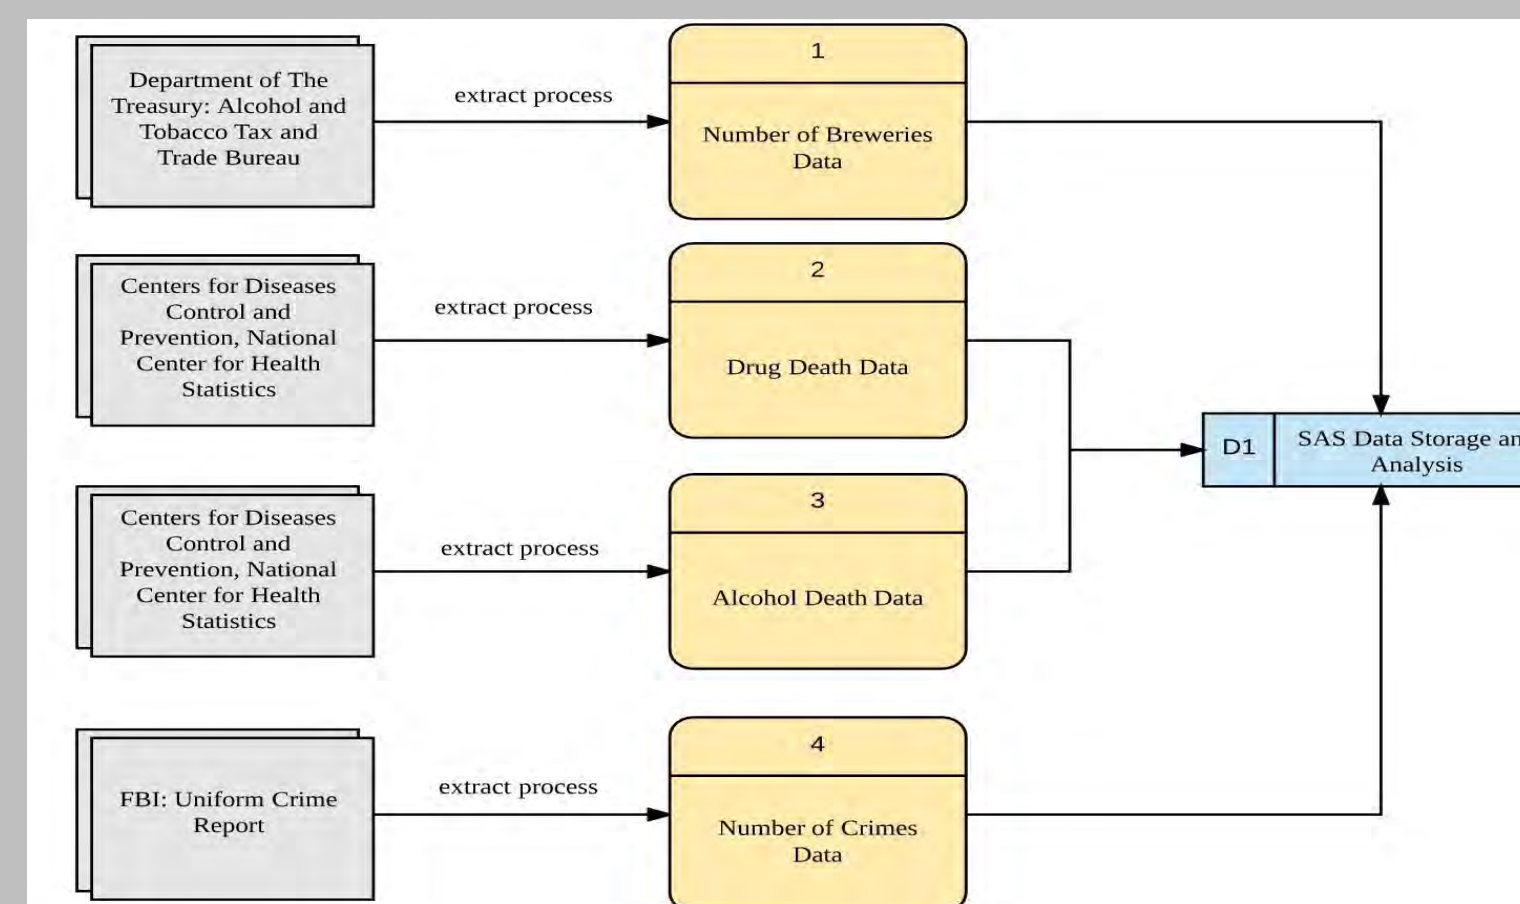 Department of The
Treasury: Alcohol and
Tobacco Tax and
Trade Bureau
extract process
1
Number of Breweries
Data
Centers for Diseases
Control and
Prevention, National
Center for Health
Statistics
extract process
2
Drug Death Data
D1
SAS Data Storage
Analysis
Centers for Diseases
Control and
Prevention, National
Center for Health
Statistics
extract process
3
Alcohol Death Data
FBI: Uniform Crime
Report
extract process
4
Number of Crimes
Data